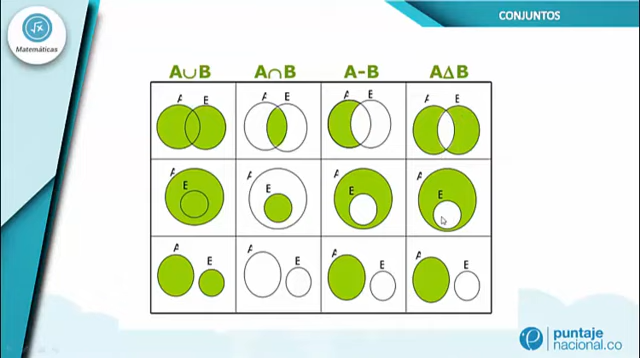 CONJUNTOS
Matemáticas
A∪B A∩B A-B AΔB
A E A E A E A E
A E A E A E A E
A E A E A E A E
puntaje
nacional.co